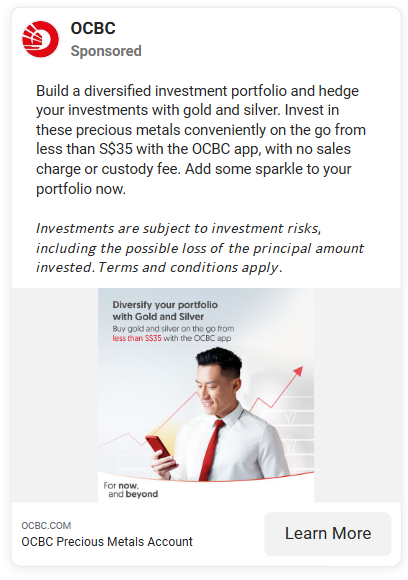 OCBC
Sponsored
Build a diversified investment portfolio and hedge
your investments with gold and silver. Invest in
these precious metals conveniently on the go from
less than S$35 with the OCBC app, with no sales
charge or custody fee. Add some sparkle to your
portfolio now.
Investments are subject to investment risks,
including the possible loss of the principal amount
invested. Terms and conditions apply.
Diversify your portfolio
with Gold and Silver
Buy gold and silver on the go from
less than S$35 with the OCBC app
For now,
and beyond
OCBC.COM
OCBC Precious Metals Account
Learn More